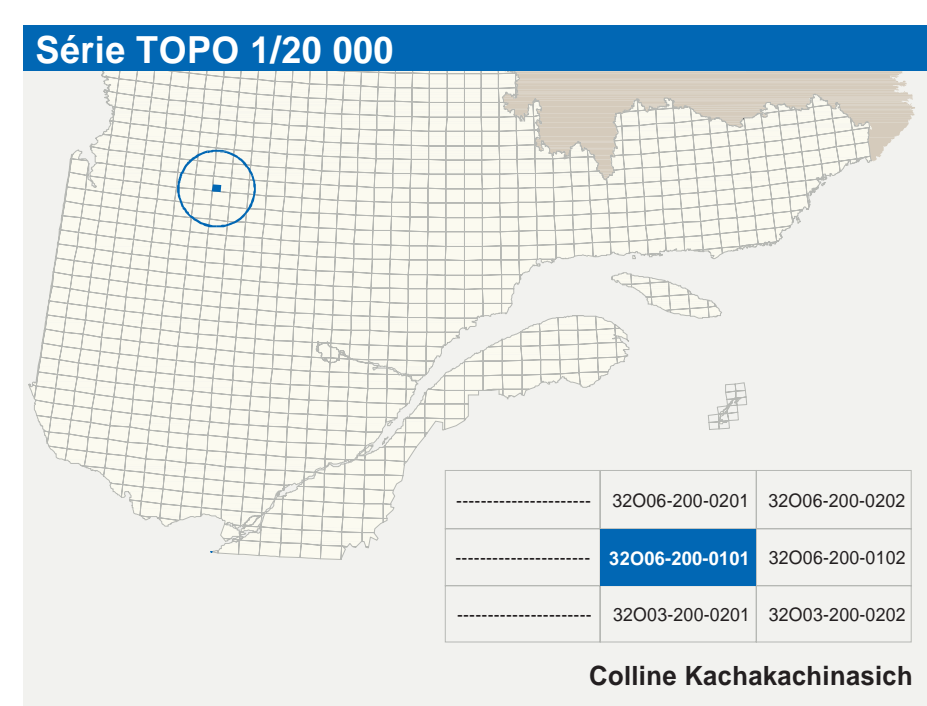 Série TOPO 1/20 000
---------------------- 32O06-200-0201 32O06-200-0202
---------------------- 32O06-200-0101 32O06-200-0102
---------------------- 32O03-200-0201 32O03-200-0202
Colline Kachakachinasich